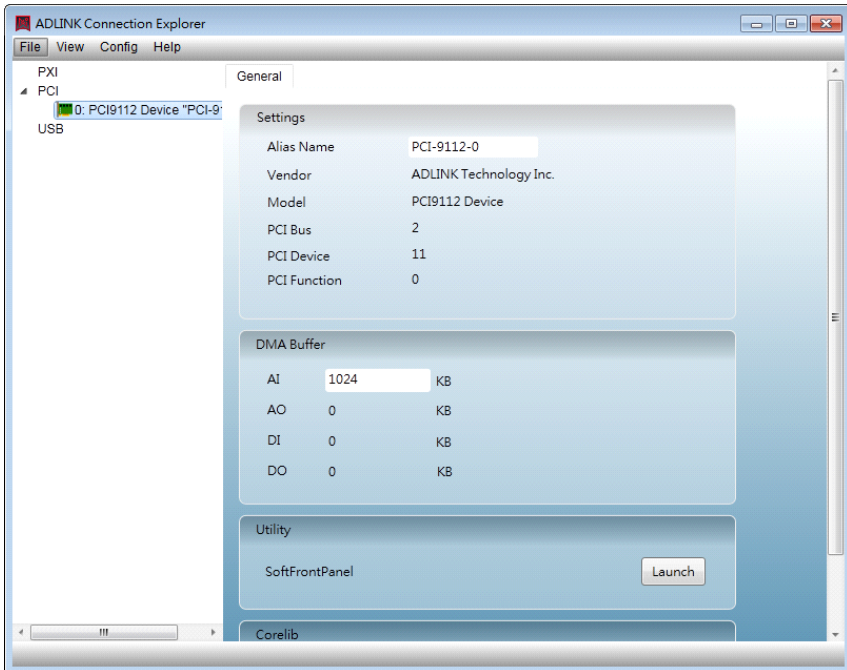 ADLINK Connection Explorer
File View Config Help
PXI
PCI
0: PCI9112 Device "PCI-9
USB
General
Settings
Alias Name PCI-9112-0
Vendor ADLINK Technology Inc.
Model PCI9112 Device
PCI Bus 2
PCI Device 11
PCI Function 0
DMA Buffer
AI 1024 KB
AO 0 KB
DI 0 KB
DO 0 KB
Utility
SoftFrontPanel Launch
Corelib